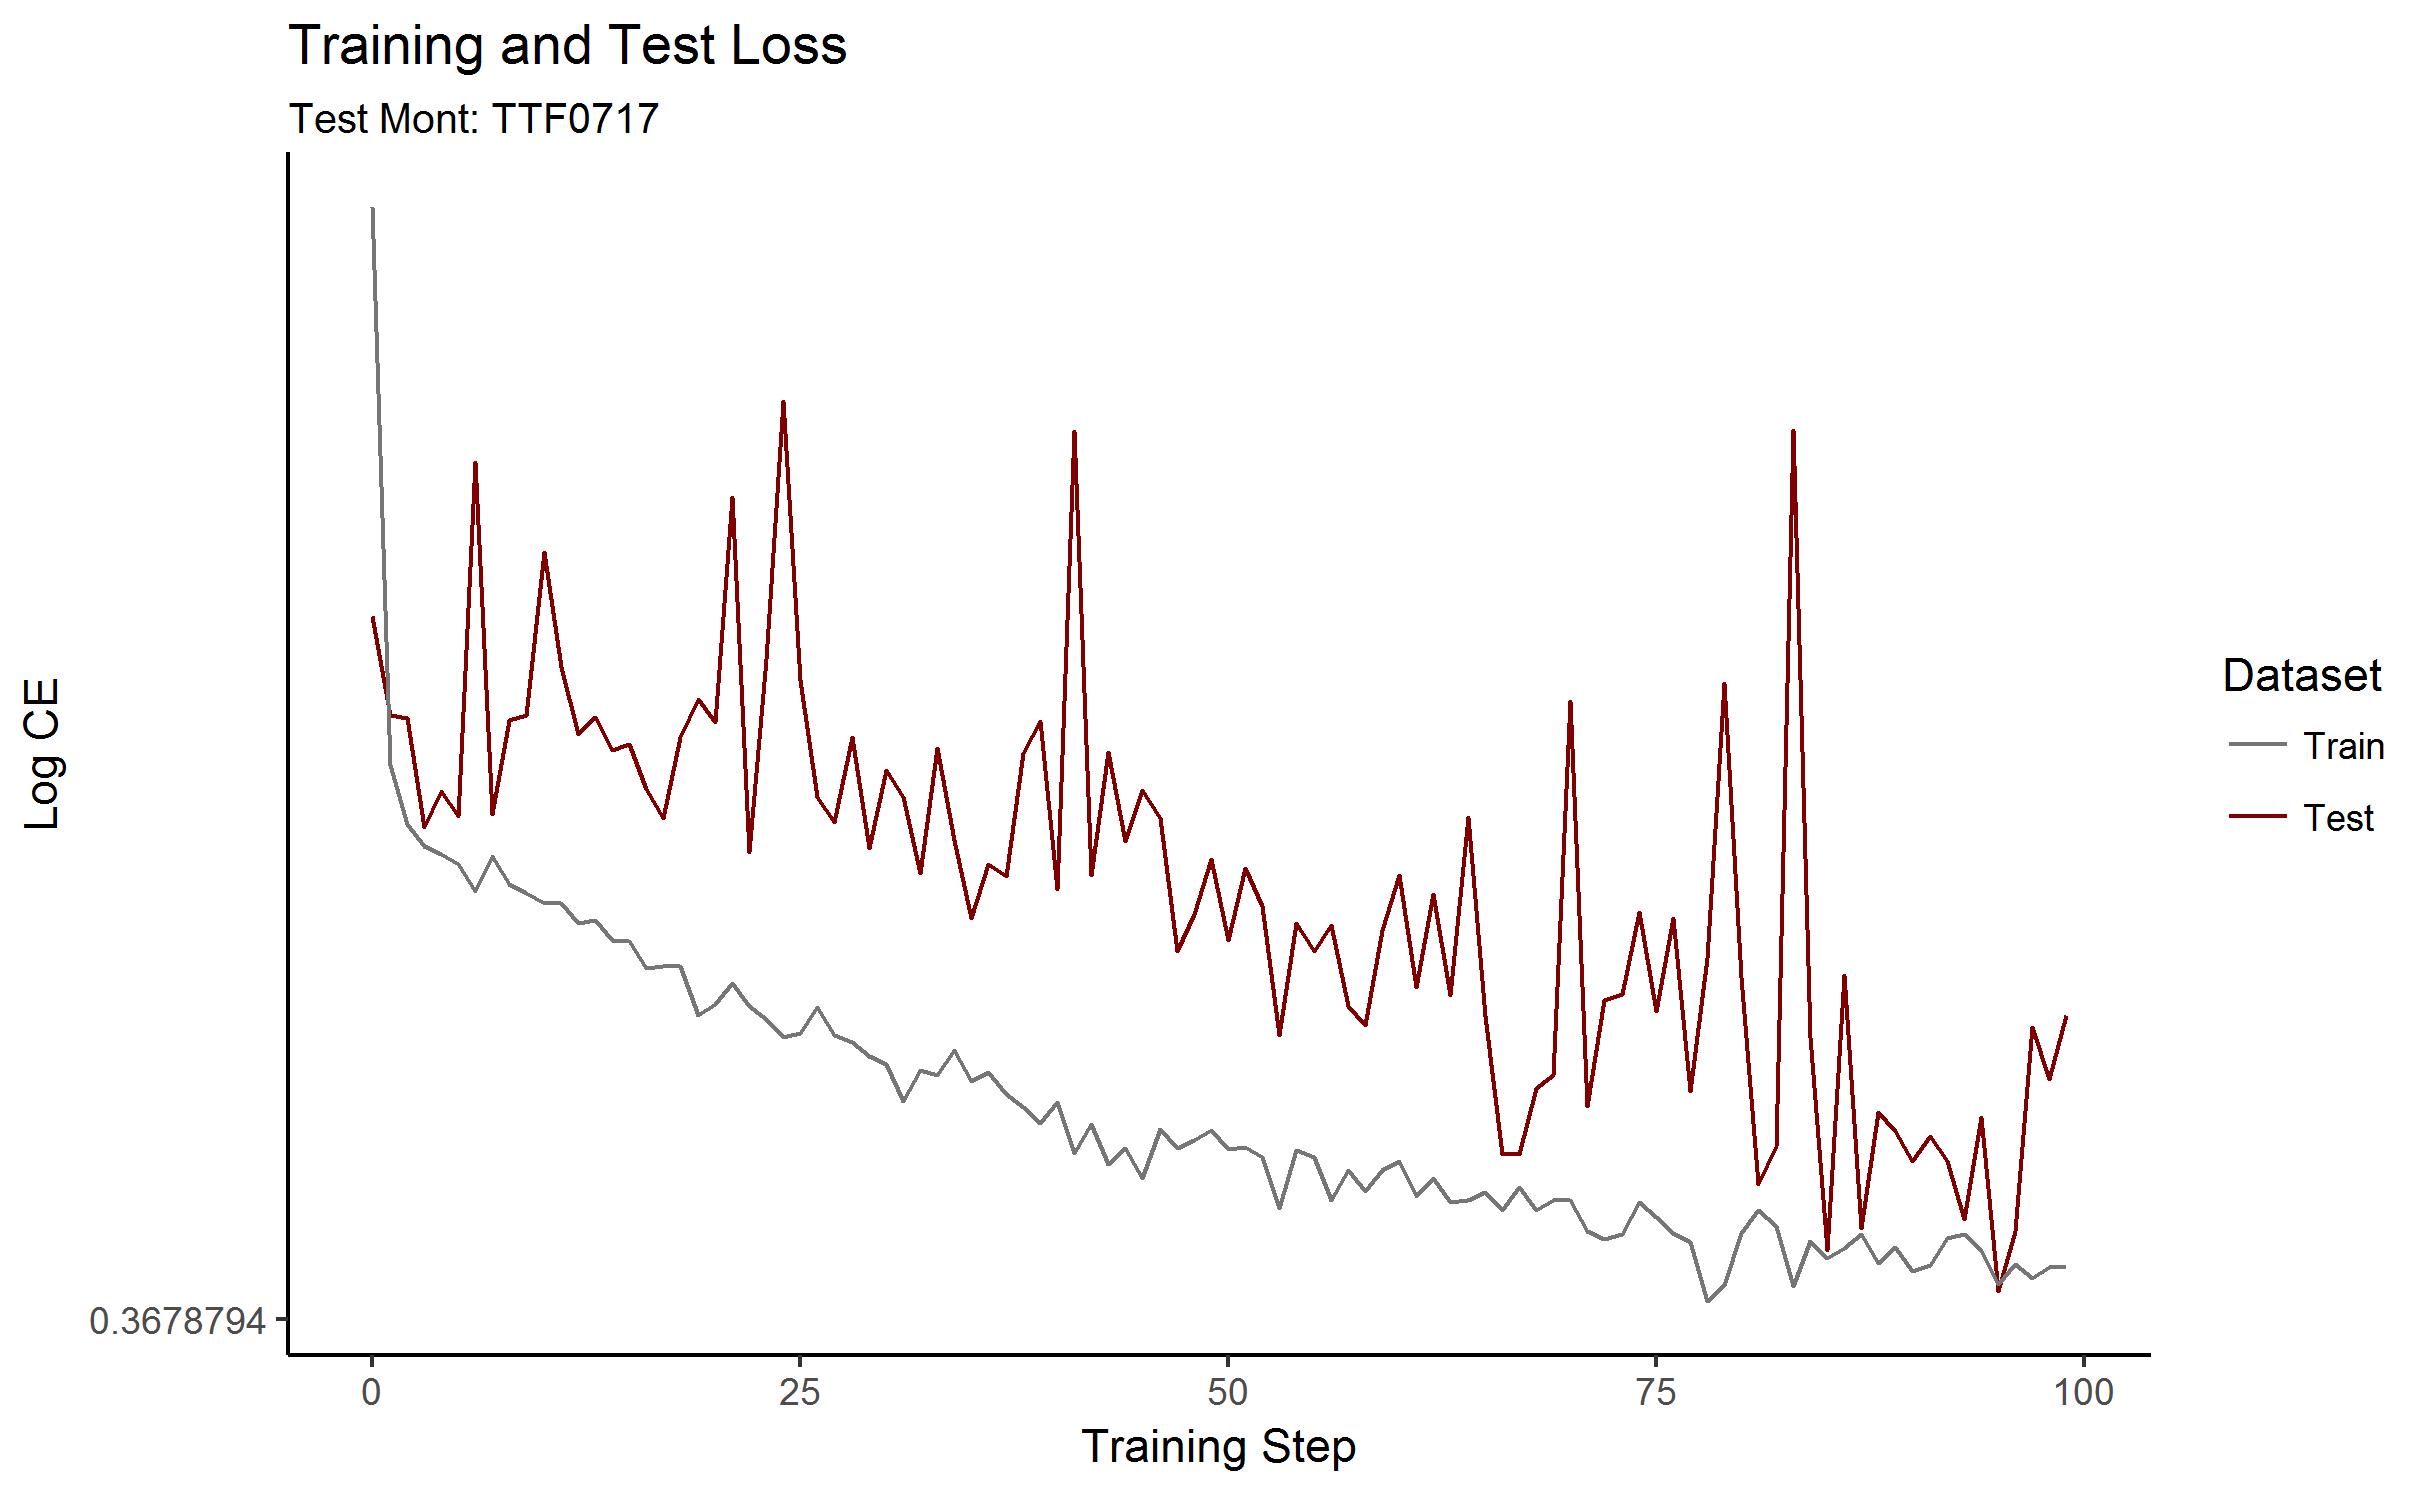 Training and Test Loss
Test Mont: TTF0717
Log CE
0.3678794
0 25 50 75 100
Training Step
Dataset
Train
Test